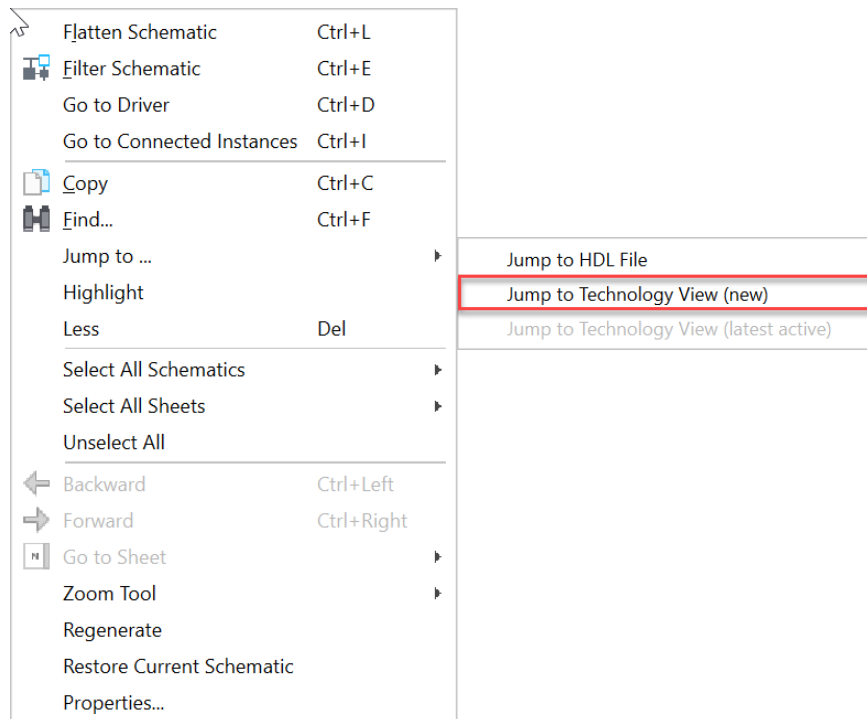 Flatten Schematic Ctrl+L
Filter Schematic Ctrl+E
Go to Driver Ctrl+D
Go to Connected Instances Ctrl+I
Copy Ctrl+C
Find... Ctrl+F
Jump to ...
Highlight
Less Del
Select All Schematics
Select All Sheets
Unselect All
Backward Ctrl+Left
Forward Ctrl+Right
Go to Sheet
Zoom Tool
Regenerate
Restore Current Schematic
Properties...
Jump to HDL File
Jump to Technology View (new)
Jump to Technology View (latest active)